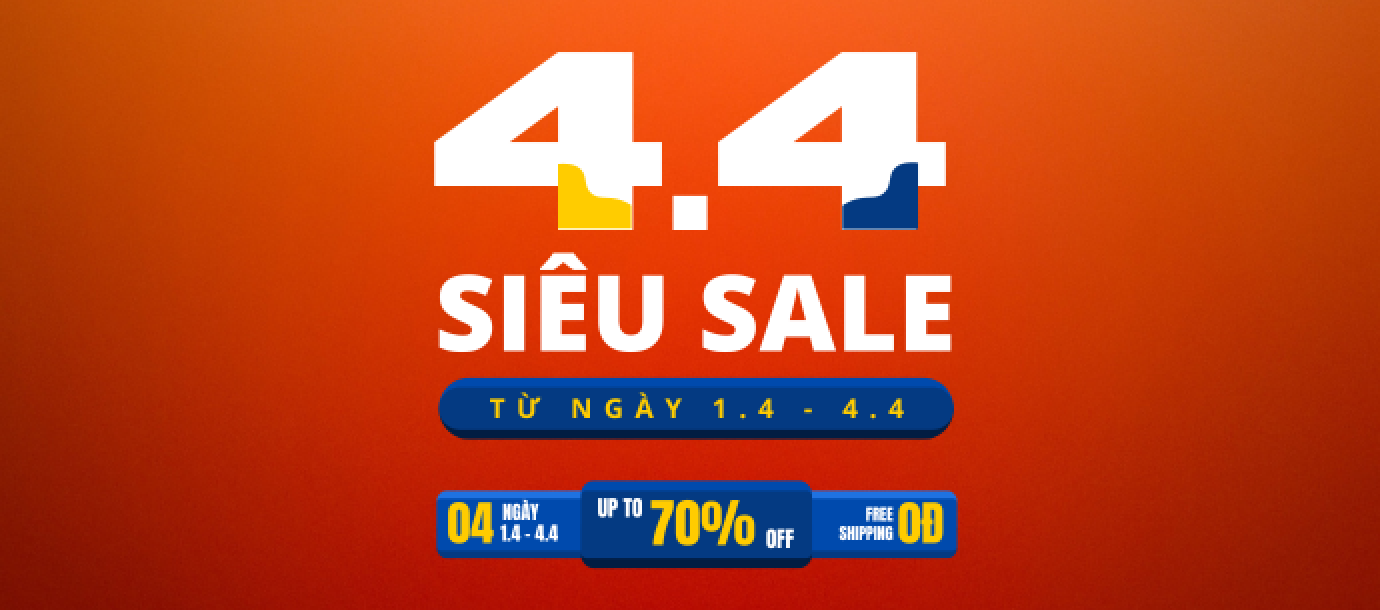 4.4
SIÊU SALE
TỪ NGÀY 1.4 - 4.4
04 NGÀY
1.4 - 4.4
UP TO 70% OFF
FREE
SHIPPING 0Đ